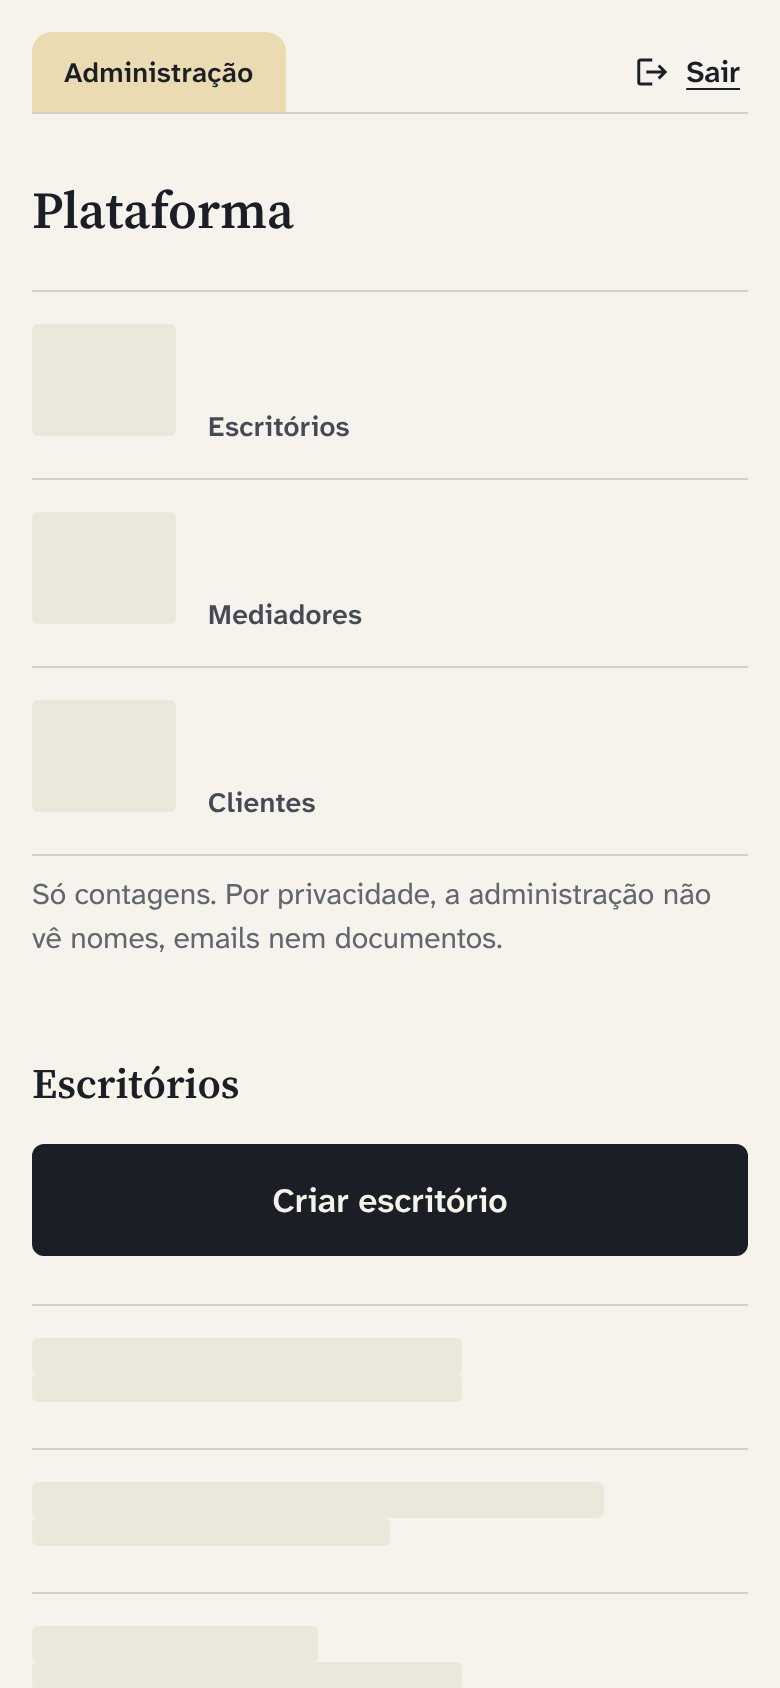 Administração
Sair
Plataforma
Escritórios
Mediadores
Clientes
Só contagens. Por privacidade, a administração não
vê nomes, emails nem documentos.
Escritórios
Criar escritório